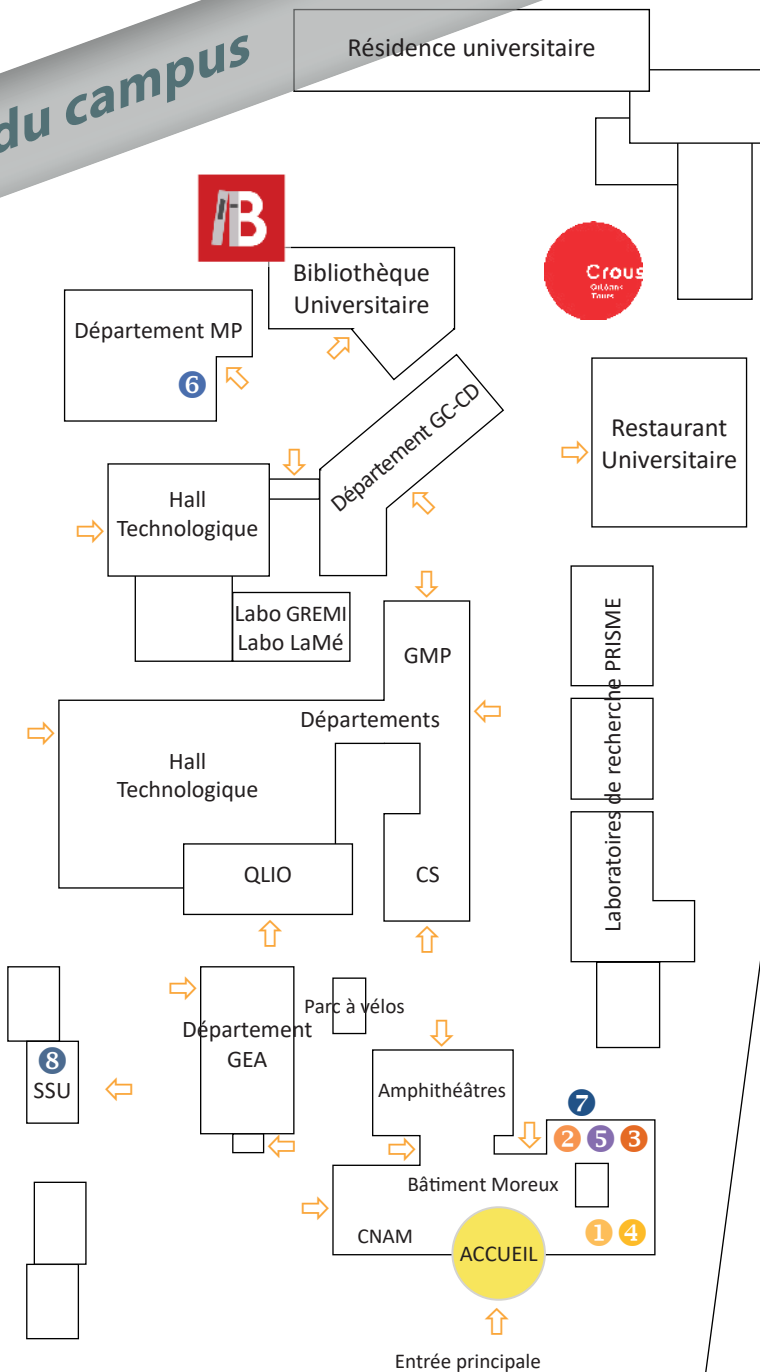 du campus
Résidence universitaire
B
Bibliothèque
Universitaire
Crous
Orléans
Tours
Département MP
6
Département GC-CD
Restaurant
Universitaire
Hall
Technologique
Labo GREMI
Labo LaMé
GMP
Départements
Hall
Technologique
Laboratoires de recherche PRISME
QLIO
CS
Parc à vélos
Département
GEA
8
SSU
Amphithéâtres
7
2 5 3
Bâtiment Moreux
1 4
CNAM
ACCUEIL
Entrée principale